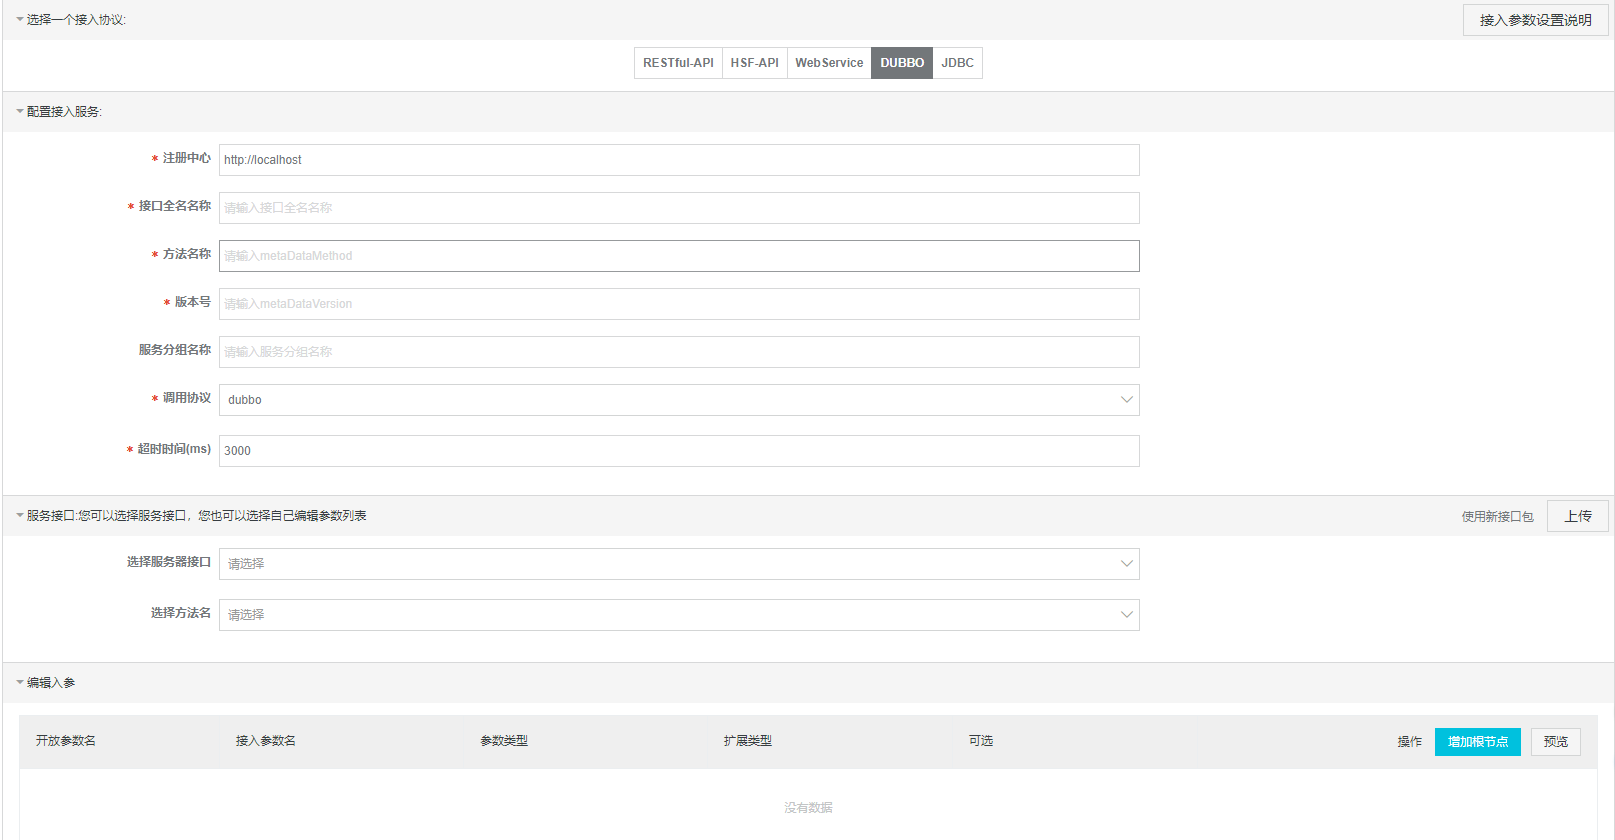 选择一个接入协议:
接入参数设置说明
RESTful-API HSF-API WebService DUBBO JDBC
配置接入服务:
* 注册中心 http://localhost
* 接口全名名称 请输入接口全名名称
* 方法名称 请输入metaDataMethod
* 版本号 请输入metaDataVersion
服务分组名称 请输入服务分组名称
* 调用协议 dubbo
* 超时时间(ms) 3000
服务接口:您可以选择服务接口，您也可以选择自己编辑参数列表 使用新接口包 上传
选择服务器接口 请选择
选择方法名 请选择
编辑入参
开放参数名 接入参数名 参数类型 扩展类型 可选 操作 增加根节点 预览
没有数据